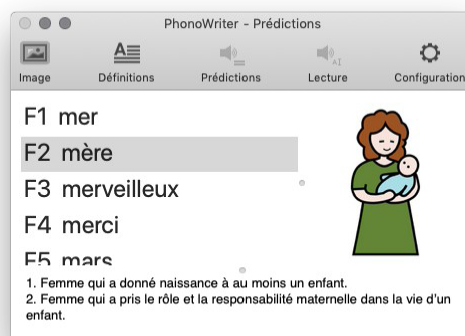 PhonoWriter - Prédictions
Image Définitions Prédictions Lecture Configuration
F1 mer
F2 mère
F3 merveilleux
F4 merci
F5 mars
1. Femme qui a donné naissance à au moins un enfant.
2. Femme qui a pris le rôle et la responsabilité maternelle dans la vie d'un
enfant.